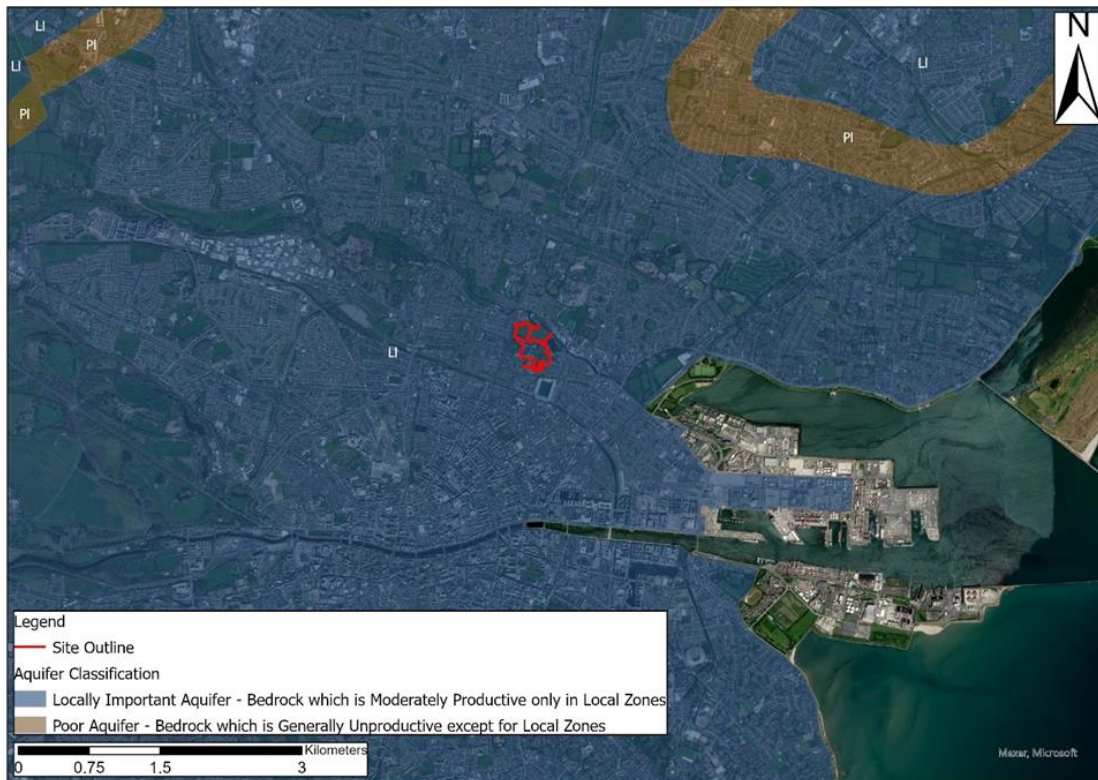 N
LI
PI
LI
PI
LI
PI
LI
Legend
Site Outline
Aquifer Classification
Locally Important Aquifer - Bedrock which is Moderately Productive only in Local Zones
Poor Aquifer - Bedrock which is Generally Unproductive except for Local Zones
Kilometers
0 0.75 1.5 3
Maxar, Microsoft